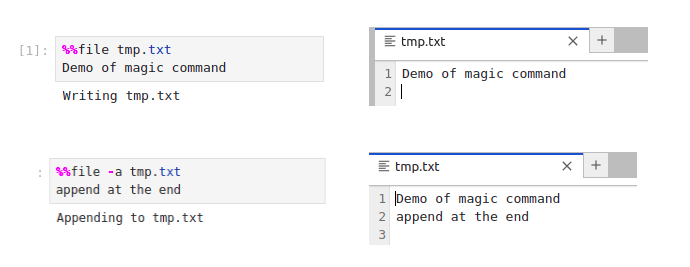 [1]: %%file tmp.txt
Demo of magic command
Writing tmp.txt
tmp.txt
1 Demo of magic command
2
: %%file -a tmp.txt
append at the end
Appending to tmp.txt
tmp.txt
1 Demo of magic command
2 append at the end
3